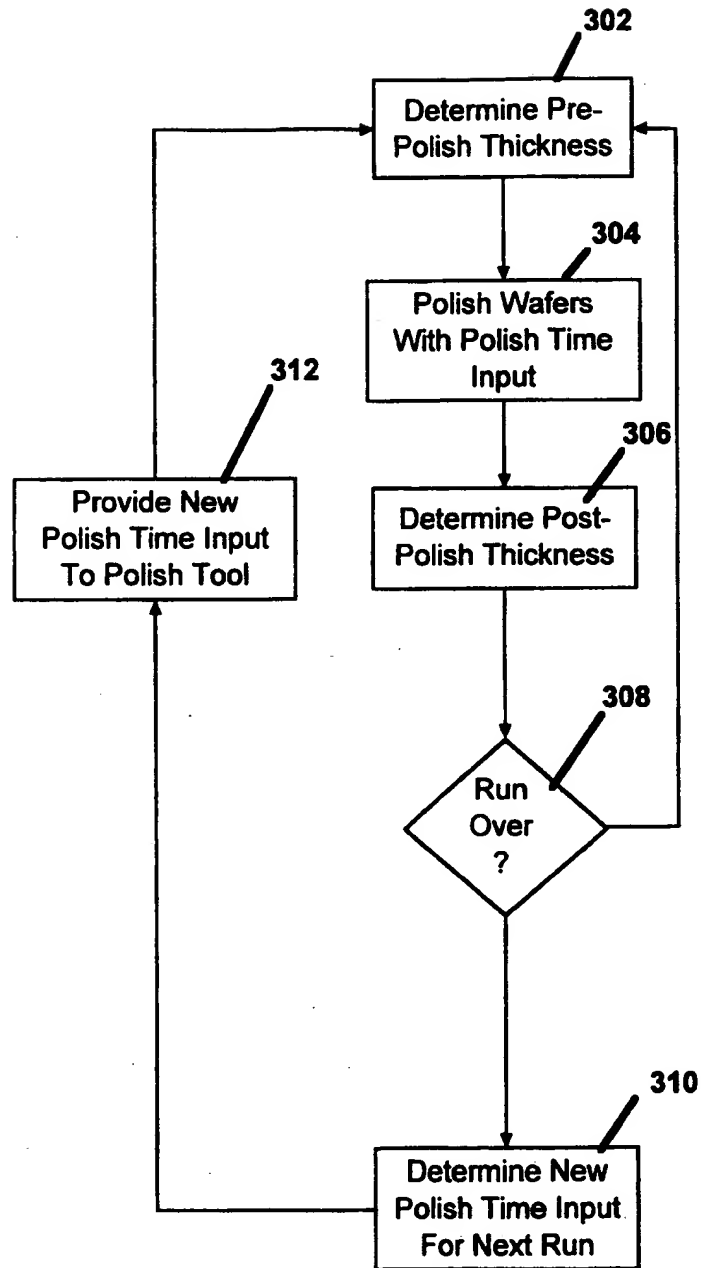 302
Determine Pre-
Polish Thickness
304
Polish Wafers
With Polish Time
Input
312
306
Provide New
Polish Time Input
To Polish Tool
Determine Post-
Polish Thickness
308
Run
Over
?
310
Determine New
Polish Time Input
For Next Run